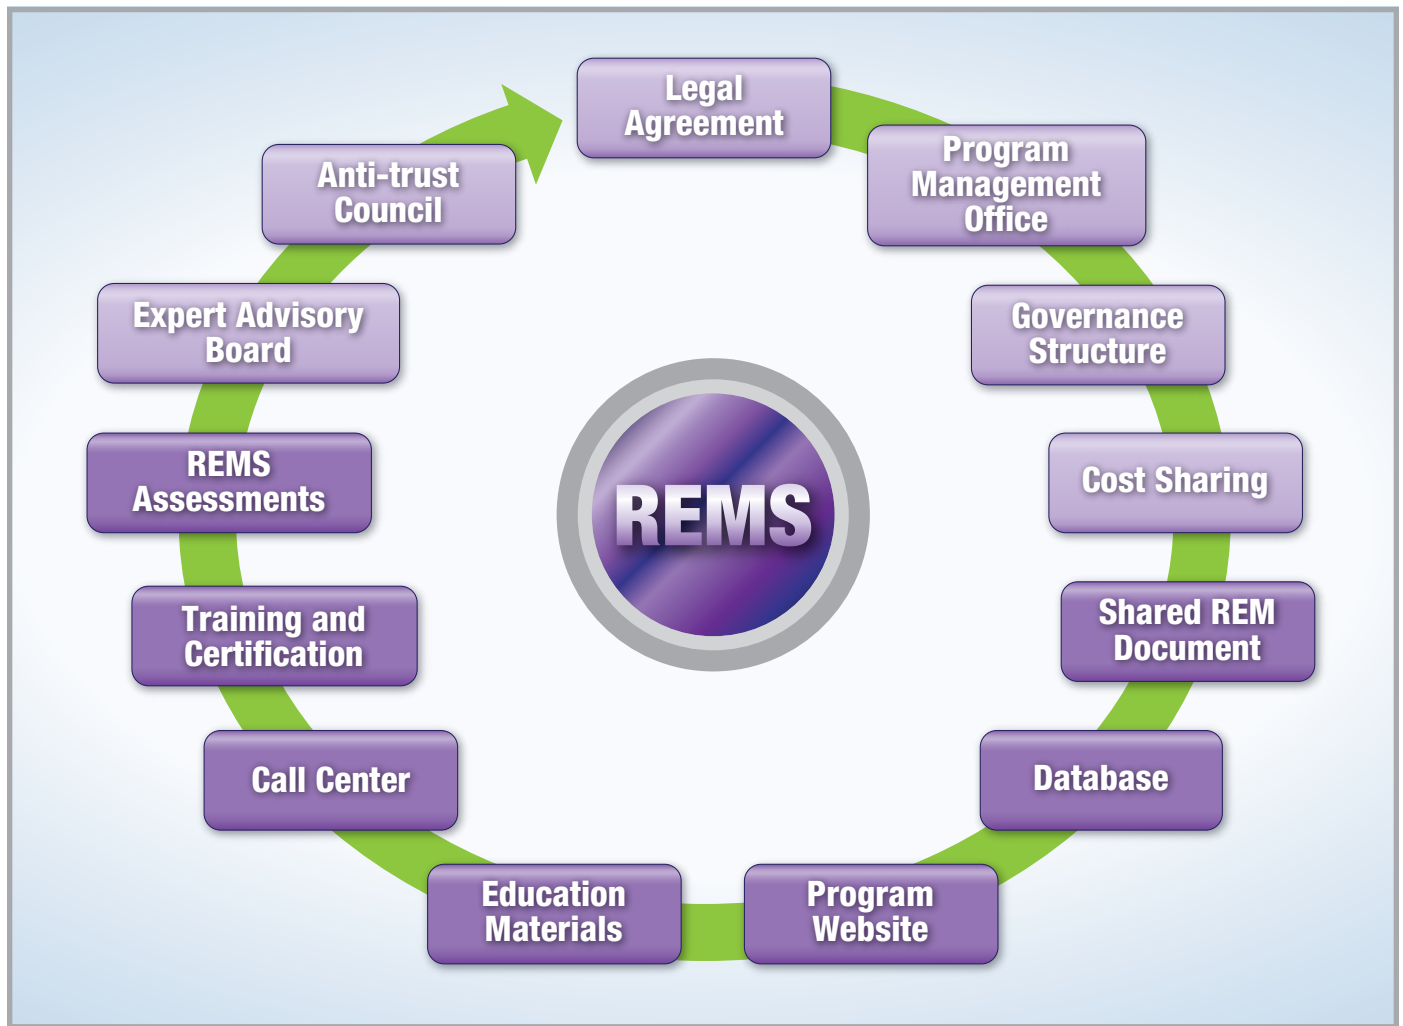 Legal
Agreement
Program
Management
Office
Governance
Structure
Cost Sharing
Shared REM
Document
Database
Program
Website
Education
Materials
Call Center
Training and
Certification
REMS
Assessments
Expert Advisory
Board
Anti-trust
Council
REMS